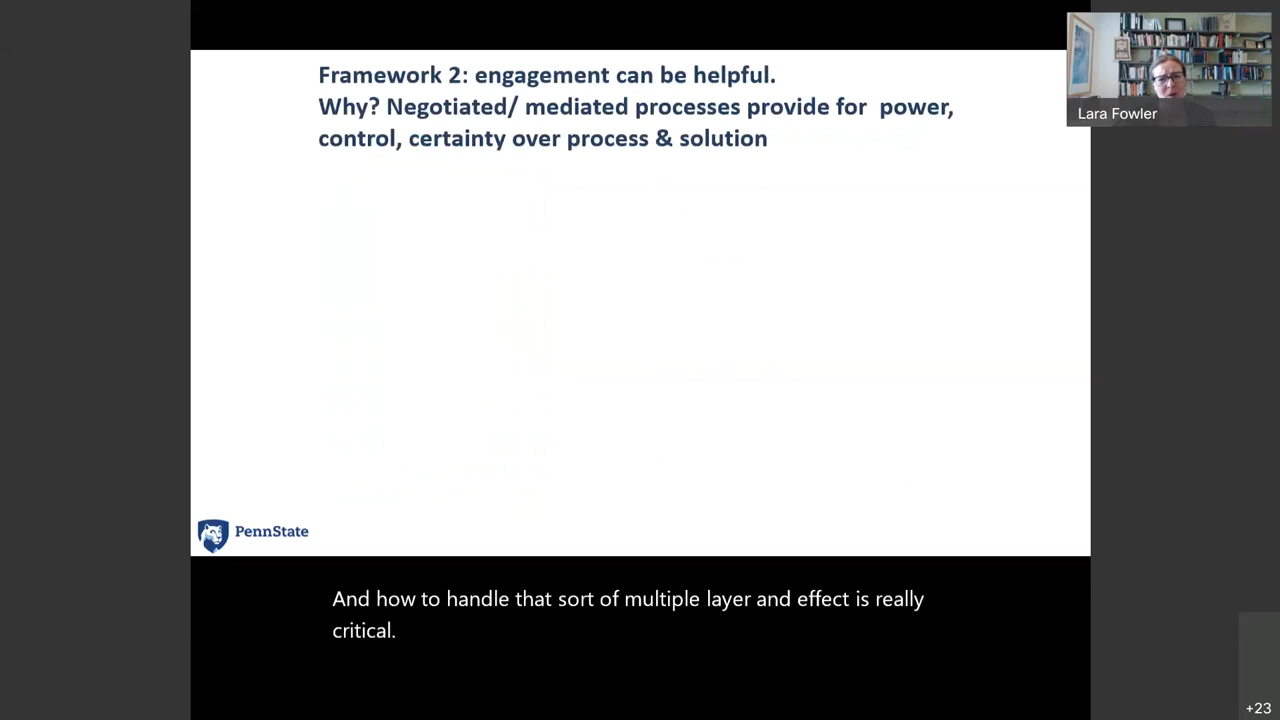 Framework 2: engagement can be helpful.
Why? Negotiated/ mediated processes provide for  power,
control, certainty over process & solution
Lara Fowler
PennState
And how to handle that sort of multiple layer and effect is really
critical.
+23